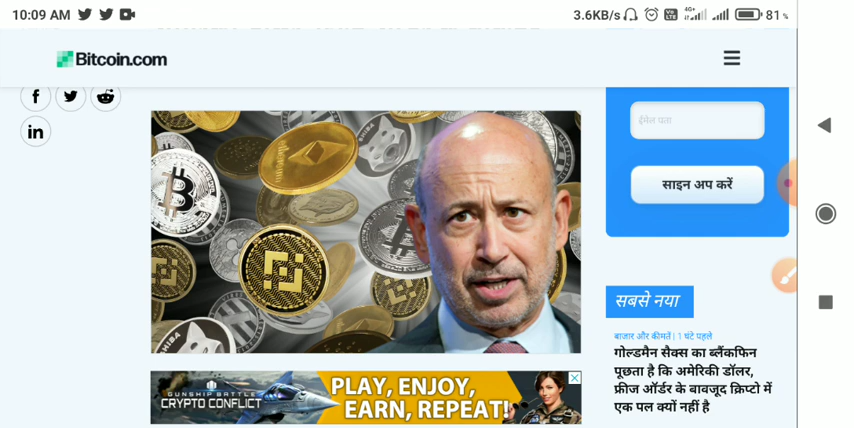 10:09 AM
3.6KB/s
4G+
81%
Bitcoin.com
ईमेल पता
साइन अप करें
सबसे नया
बाजार और कीमतें | 1 घंटे पहले
गोल्डमैन सैक्स का ब्लैंकफिन
पूछता है कि अमेरिकी डॉलर,
फ्रीज ऑर्डर के बावजूद क्रिप्टो में
एक पल क्यों नहीं है
GUNSHIP BATTLE
CRYPTO CONFLICT
PLAY, ENJOY,
EARN, REPEAT!